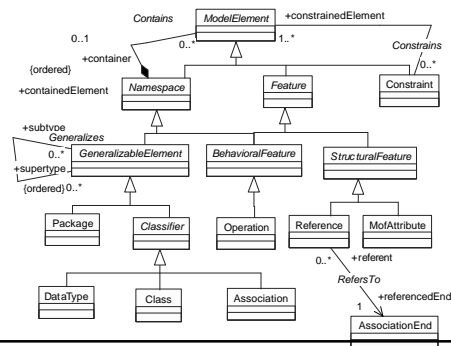 Contains
ModelElement
+constrainedElement
0..1
0..*
1..*
+container
Constrains
{ordered}
0..*
+containedElement
Namespace
Feature
Constraint
+subtype
Generalizes
0..*
GeneralizableElement
BehavioralFeature
StructuralFeature
+supertype
{ordered}
0..*
Package
Classifier
Operation
Reference
MofAttribute
0..*
+referent
RefersTo
DataType
Class
Association
+referencedEnd
1
AssociationEnd